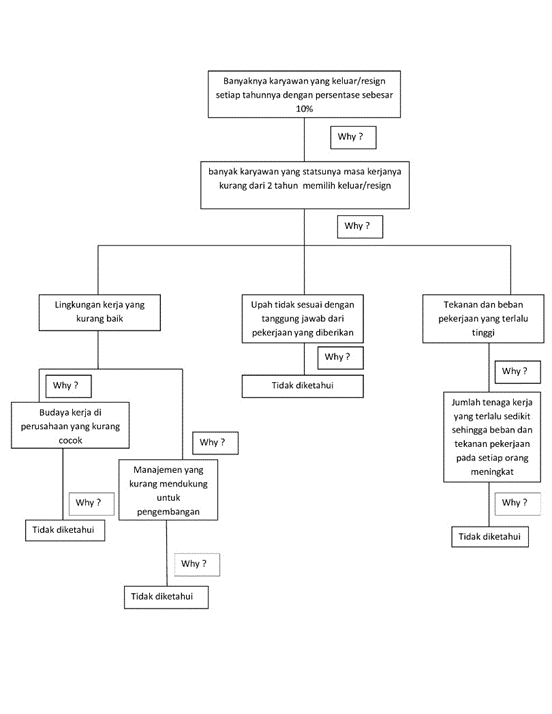 Banyaknya karyawan yang keluar/resign
setiap tahunnya dengan persentase sebesar
10%
Why ?
banyak karyawan yang statsunya masa kerjanya
kurang dari 2 tahun memilih keluar/resign
Why ?
Lingkungan kerja yang
kurang baik
Upah tidak sesuai dengan
tanggung jawab dari
pekerjaan yang diberikan
Tekanan dan beban
pekerjaan yang terlalu
tinggi
Why ?
Why ?
Why ?
Budaya kerja di
perusahaan yang kurang
cocok
Tidak diketahui
Jumlah tenaga kerja
yang terlalu sedikit
sehingga beban dan
tekanan pekerjaan
pada setiap orang
meningkat
Why ?
Manajemen yang
kurang mendukung
untuk
pengembangan
Why ?
Why ?
Tidak diketahui
Tidak diketahui
Why ?
Tidak diketahui